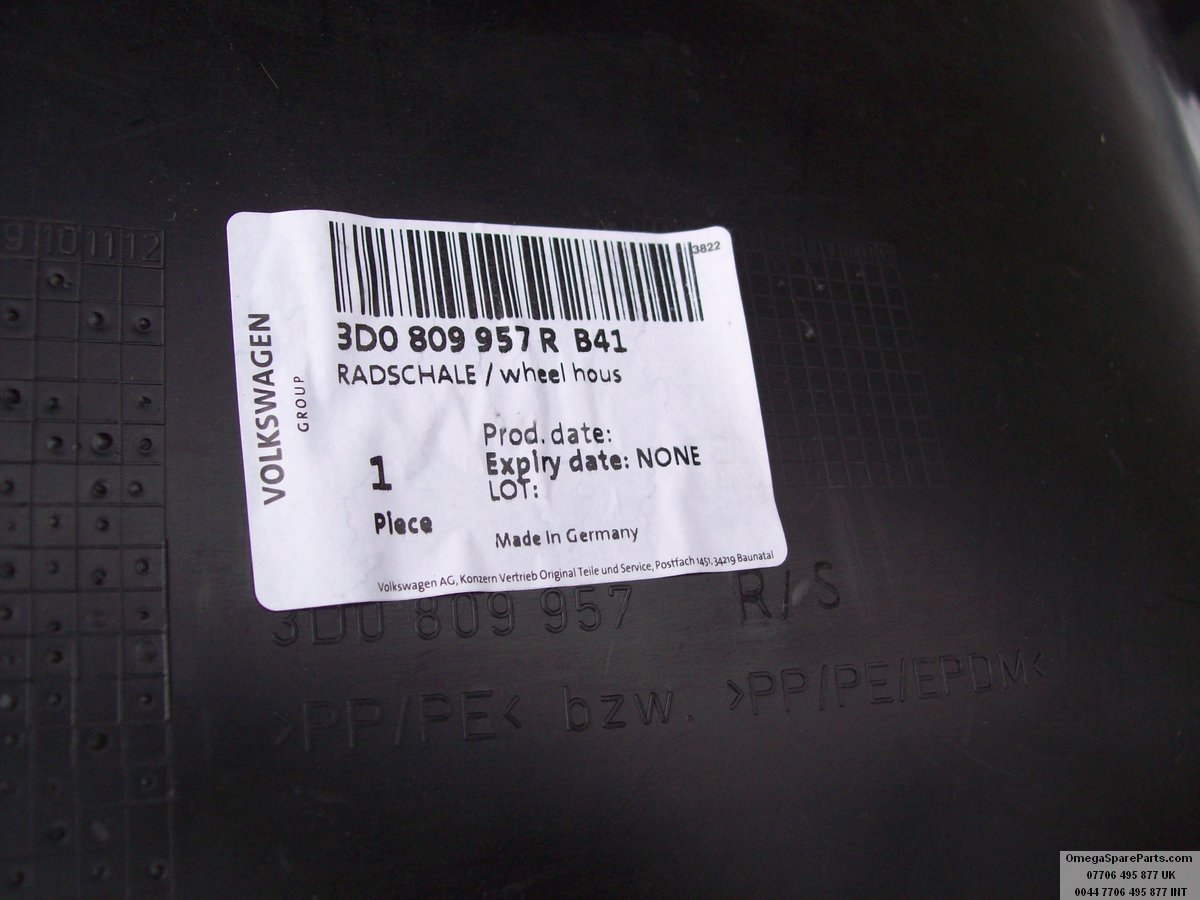 9 10 11 12
3822
3D0 809 957 R B41
RADSCHALE / wheel hous
VOLKSWAGEN
GROUP
Prod. date:
Expiry date: NONE
LOT:
1
Piece
Made In Germany
Volkswagen AG, Konzern Vertrieb Original Teile und Service, Postfach 1451, 34219 Baunatal
3D0 809 957 R/S
>PP/PE< bzw. >PP/PE/EPDM<
OmegaSpareParts.com
07706 495 877 UK
0044 7706 495 877 INT